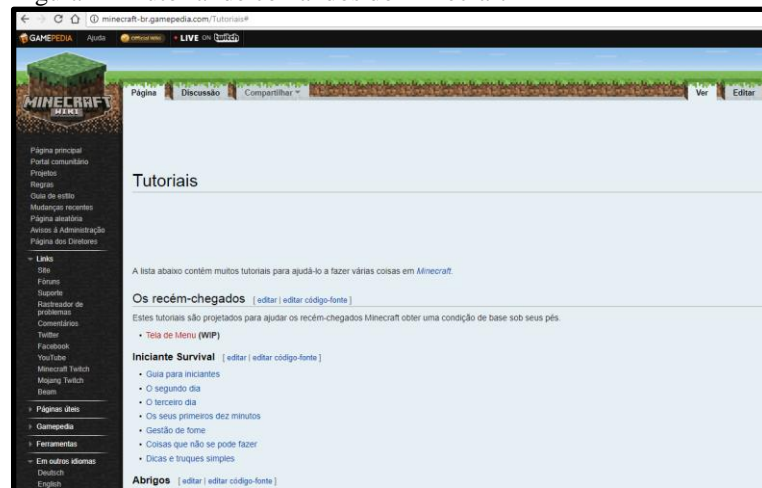 minecraft-br.gamepedia.com/Tutoriais#
GAMEPEDIA Ajuda OFFICIAL WIKI • LIVE ON twitch
MINECRAFT
WIKI
Página Discussão Compartilhar Ver Editar
Página principal
Portal comunitário
Projetos
Regras
Guia de estilo
Mudanças recentes
Página aleatória
Avisos á Administração
Página dos Diretores
Links
Site
Fóruns
Suporte
Rastreador de
problemas
Comentários
Twitter
Facebook
YouTube
Minecraft Twitch
Mojang Twitch
Beam
Páginas úteis
Gamepedia
Ferramentas
Em outros idiomas
Deutsch
English
Tutoriais
A lista abaixo contém muitos tutoriais para ajudá-lo a fazer várias coisas em Minecraft.
Os recém-chegados [ editar | editar código-fonte ]
Estes tutoriais são projetados para ajudar os recém-chegados Minecraft obter uma condição de base sob seus pés.
• Tela de Menu (WIP)
Iniciante Survival [ editar | editar código-fonte ]
• Guia para iniciantes
• O segundo dia
• O terceiro dia
• Os seus primeiros dez minutos
• Gestão de fome
• Coisas que não se pode fazer
• Dicas e truques simples
Abrigos [ editar | editar código-fonte ]